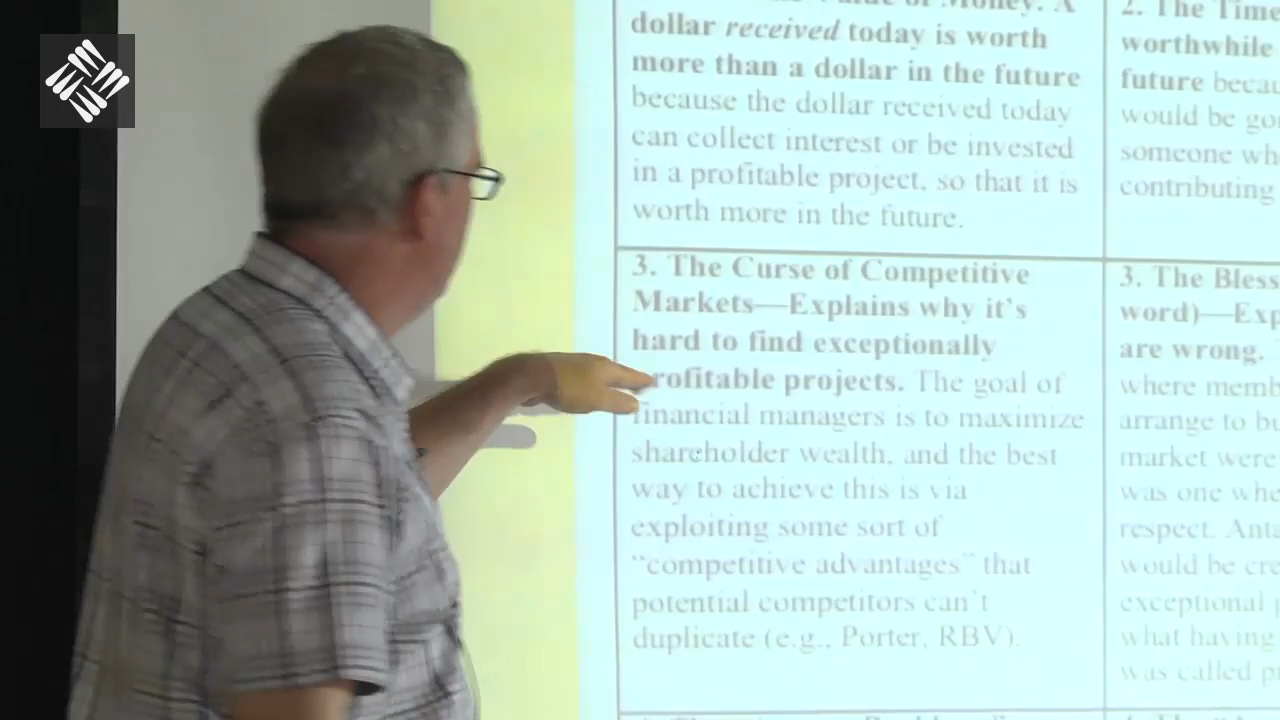 of Money. A
dollar received today is worth
more than a dollar in the future
because the dollar received today
can collect interest or be invested
in a profitable project, so that it is
worth more in the future.
2. The Time
worthwhile
future
would be
someone
contributing
3. The Curse of Competitive
Markets—Explains why it's
hard to find exceptionally
rofitable projects. The goal of
financial managers is to maximize
shareholder wealth, and the best
way to achieve this is via
exploiting some sort of
“competitive advantages” that
potential competitors can't
duplicate (e.g., Porter, RBV).
3. The Bless
word)—Exp
are wrong.
where memb
arrange to bu
market were
was one whe
respect. Anta
would be cre
exceptional
what having
was called p